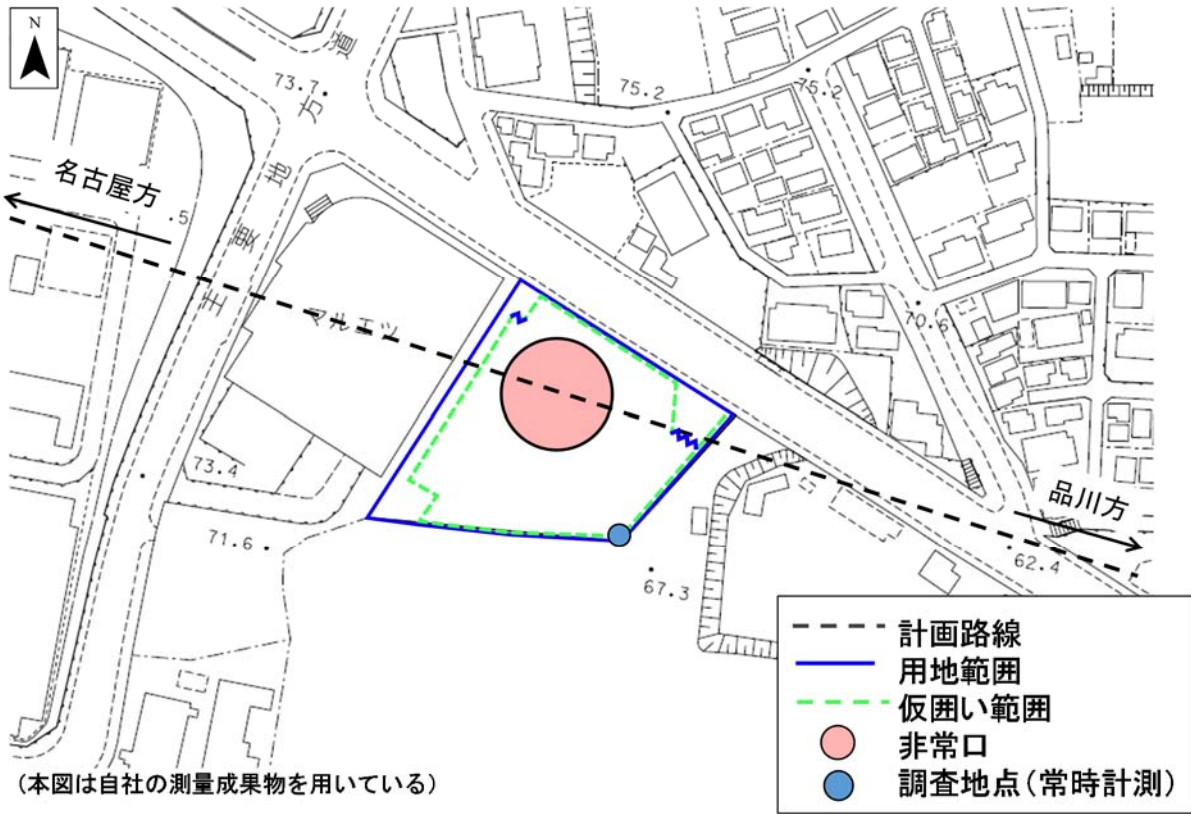 N
道
方
地
要
主
73.7
75.2
75.2
名古屋方
.5
マルエツ
70.6
73.4
71.6
67.3
品川方
62.4
計画路線
用地範囲
仮囲い範囲
非常口
調査地点(常時計測)
(本図は自社の測量成果物を用いている)